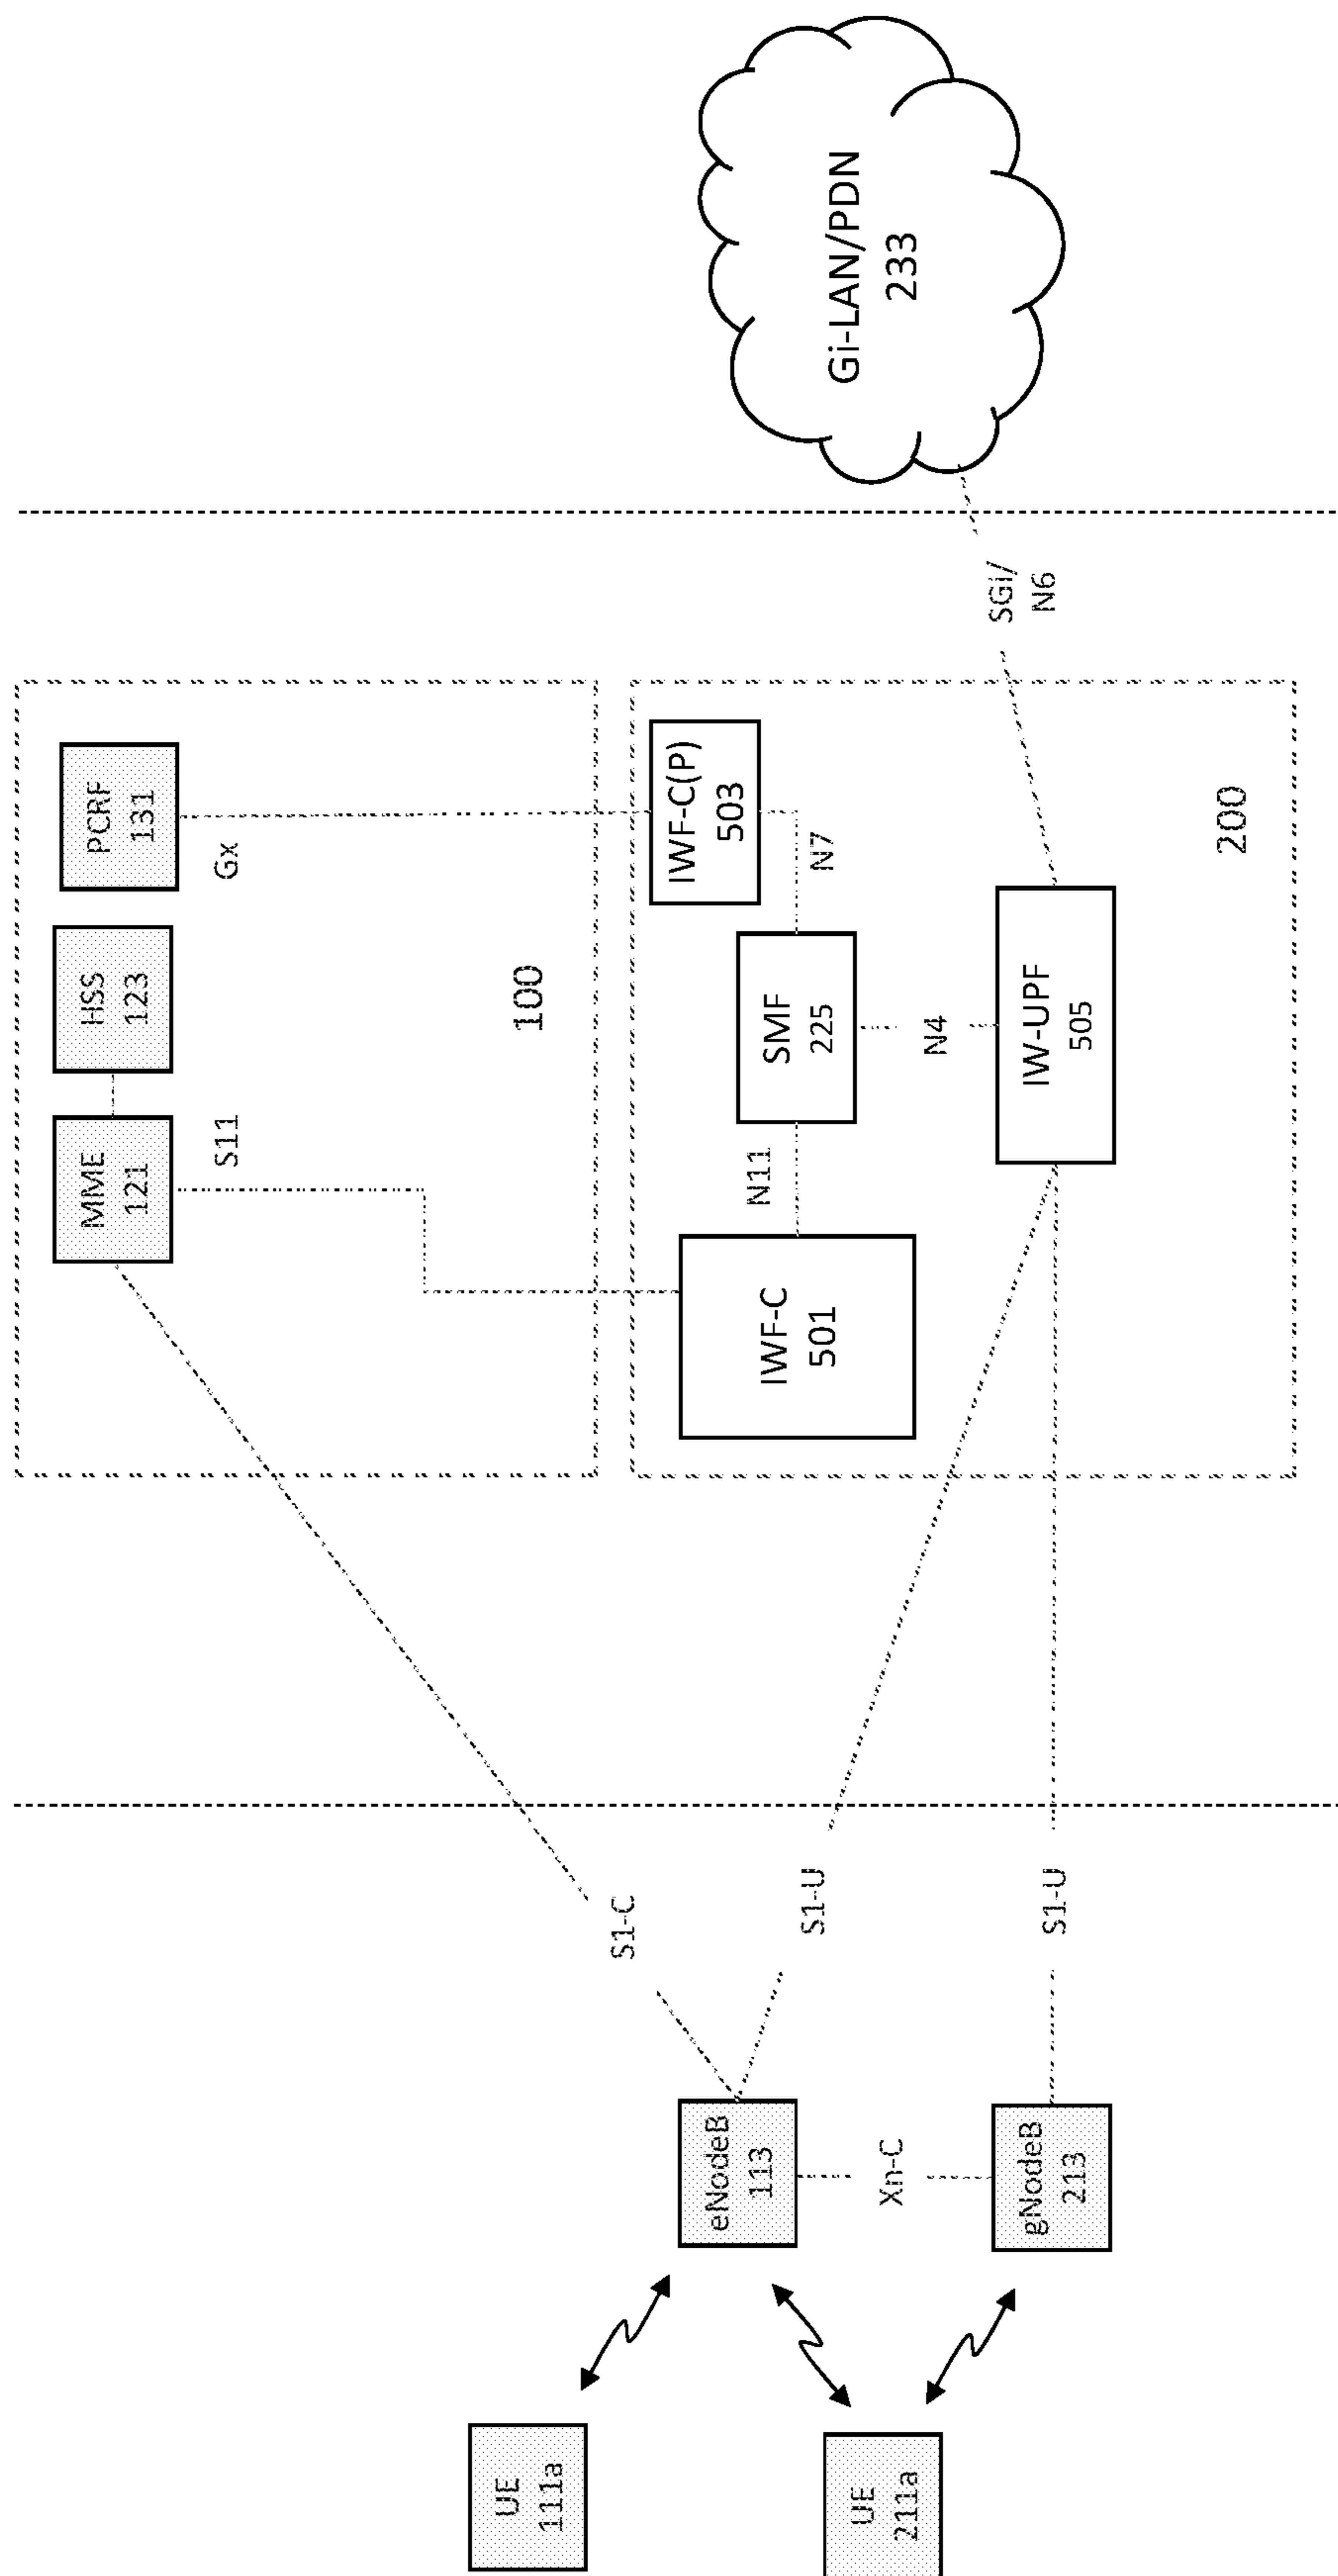 UE
111a
UE
211a
eNodeB
113
Xn-C
gNodeB
213
S1-C
S1-U
S1-U
MME
121
HSS
123
PCRF
131
S11
Gx
100
IWF-C
501
N11
SMF
225
N7
IWF-C(P)
503
N4
IW-UPF
505
200
SGi/
N6
Gi-LAN/PDN
233